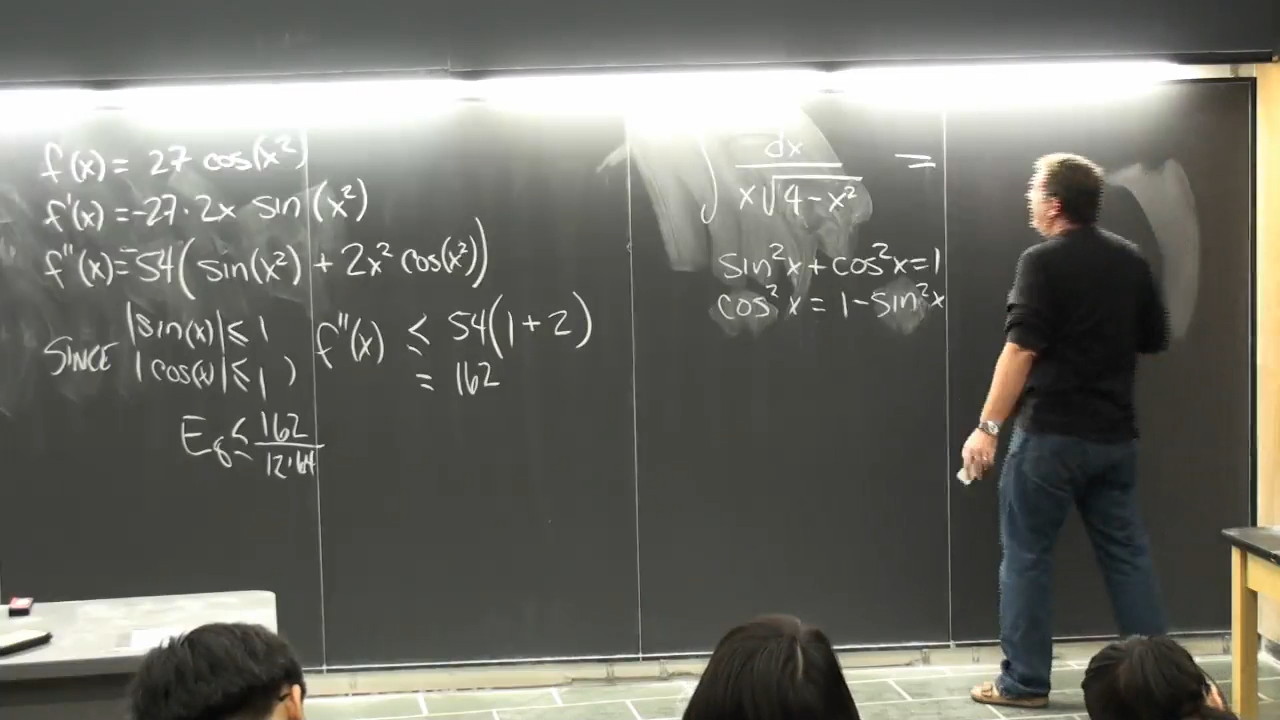 f(x) = 27 cos(x²)
f'(x) = -27·2x sin(x²)
f''(x) = -54(sin(x²) + 2x² cos(x²))
SINCE |sin(x)| ≤ 1
|cos(x)| ≤ 1)
f''(x) ≤ 54(1+2)
= 162
E₈ ≤ 162/12·64
∫ dx/x√4-x² =
sin²x + cos²x = 1
cos²x = 1 - sin²x